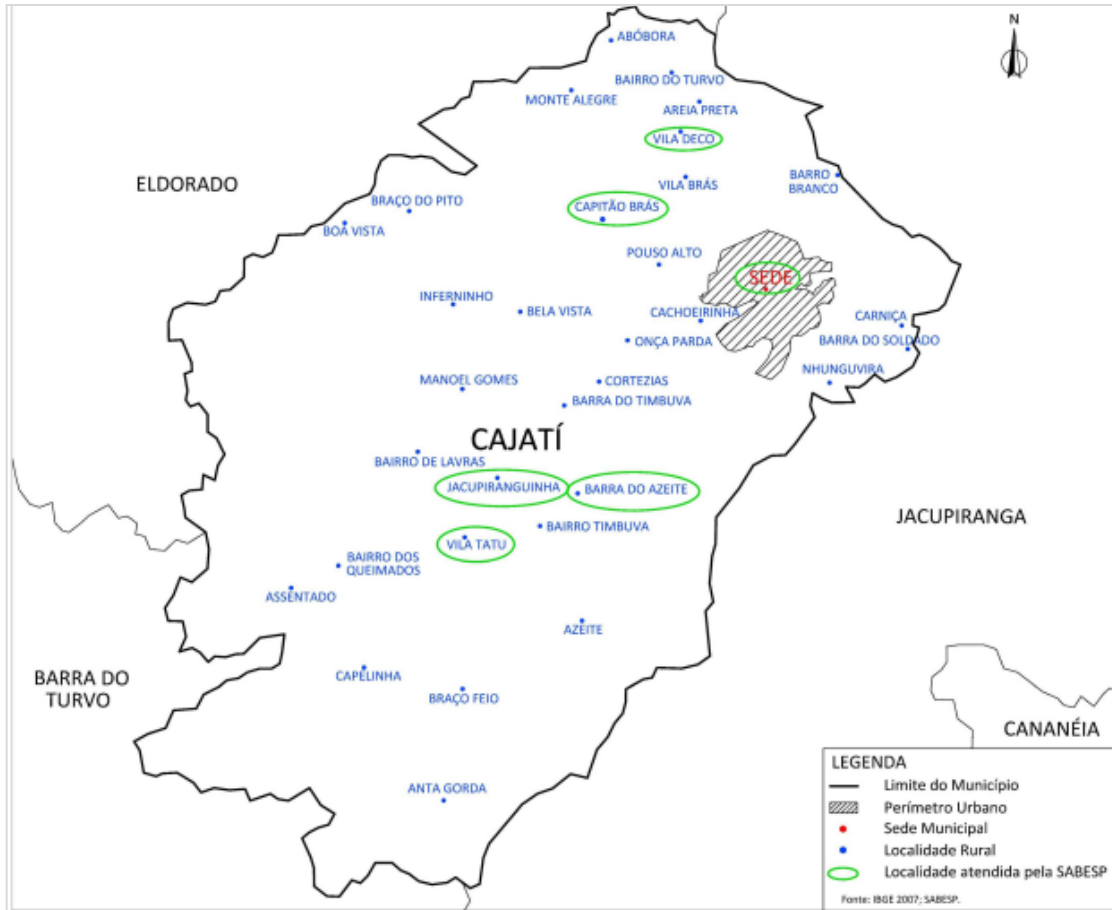 N
ABÓBORA
BAIRRO DO TURVO
MONTE ALEGRE
AREIA PRETA
VILA DECO
ELDORADO
BARRO
BRANCO
VILA BRÁS
BRAÇO DO PITO
CAPITÃO BRÁS
BOA VISTA
POUSO ALTO
SEDE
INFERNINHO
BELA VISTA
CACHOEIRINHA
CARNIÇA
ONÇA PARDA
BARRA DO SOLDADO
NHUNGUVIRA
MANOEL GOMES
CORTEZIAS
BARRA DO TIMBUVA
CAJATÍ
BAIRRO DE LAVRAS
JACUPIRANGUINHA
BARRA DO AZEITE
JACUPIRANGA
BAIRRO TIMBUVA
VILA TATU
BAIRRO DOS
QUEIMADOS
ASSENTADO
AZEITE
BARRA DO
TURVO
CAPELINHA
BRAÇO FEIO
CANANÉIA
ANTA GORDA
LEGENDA
Limite do Município
Perímetro Urbano
Sede Municipal
Localidade Rural
Localidade atendida pela SABESP
Fonte: IBGE 2007; SABESP.